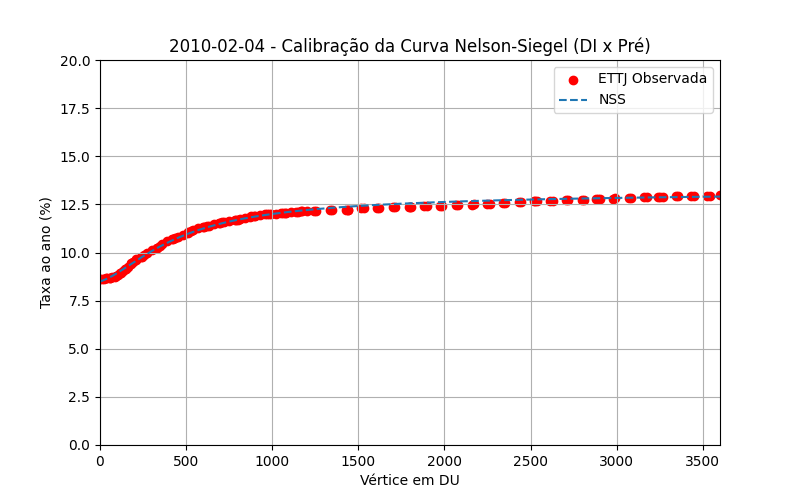 2010-02-04 - Calibração da Curva Nelson-Siegel (DI x Pré)
ETTJ Observada
NSS
Taxa ao ano (%)
20.0
17.5
15.0
12.5
10.0
7.5
5.0
2.5
0.0
0 500 1000 1500 2000 2500 3000 3500
Vértice em DU